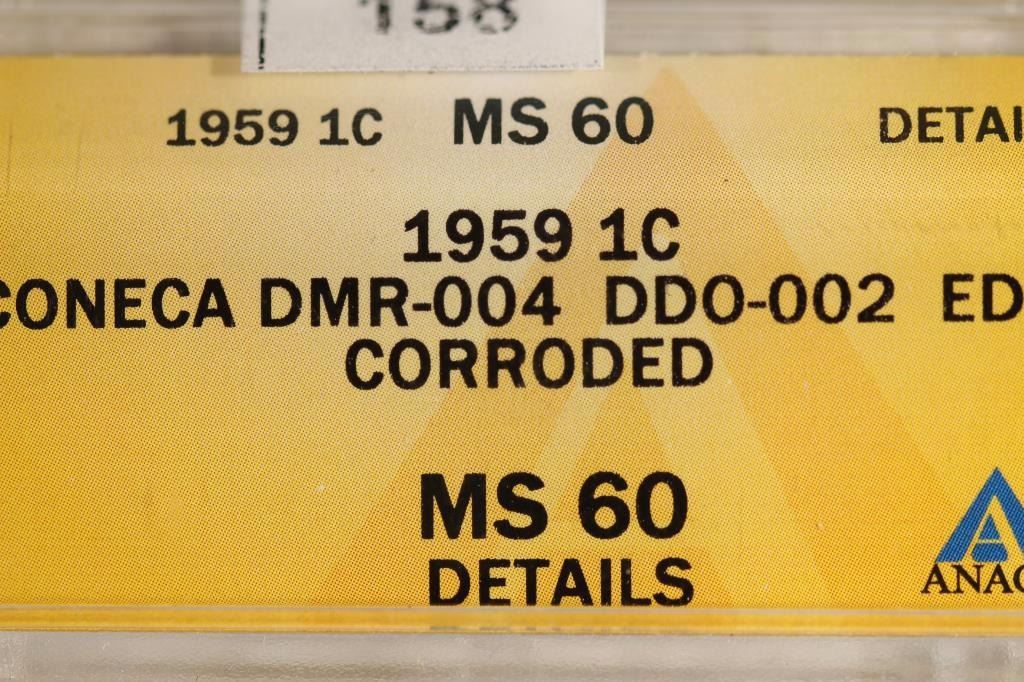 158
1959 1C MS 60 DETAI
1959 1C
CONECA DMR-004 DDO-002 ED
CORRODED
MS 60
DETAILS
ANAC